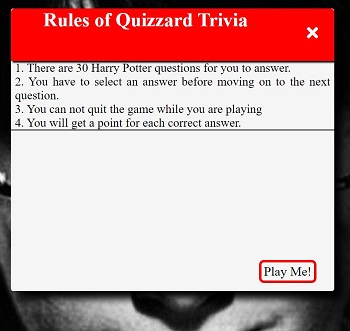 Rules of Quizzard Trivia
1. There are 30 Harry Potter questions for you to answer.
2. You have to select an answer before moving on to the next
question.
3. You can not quit the game while you are playing
4. You will get a point for each correct answer.
Play Me!